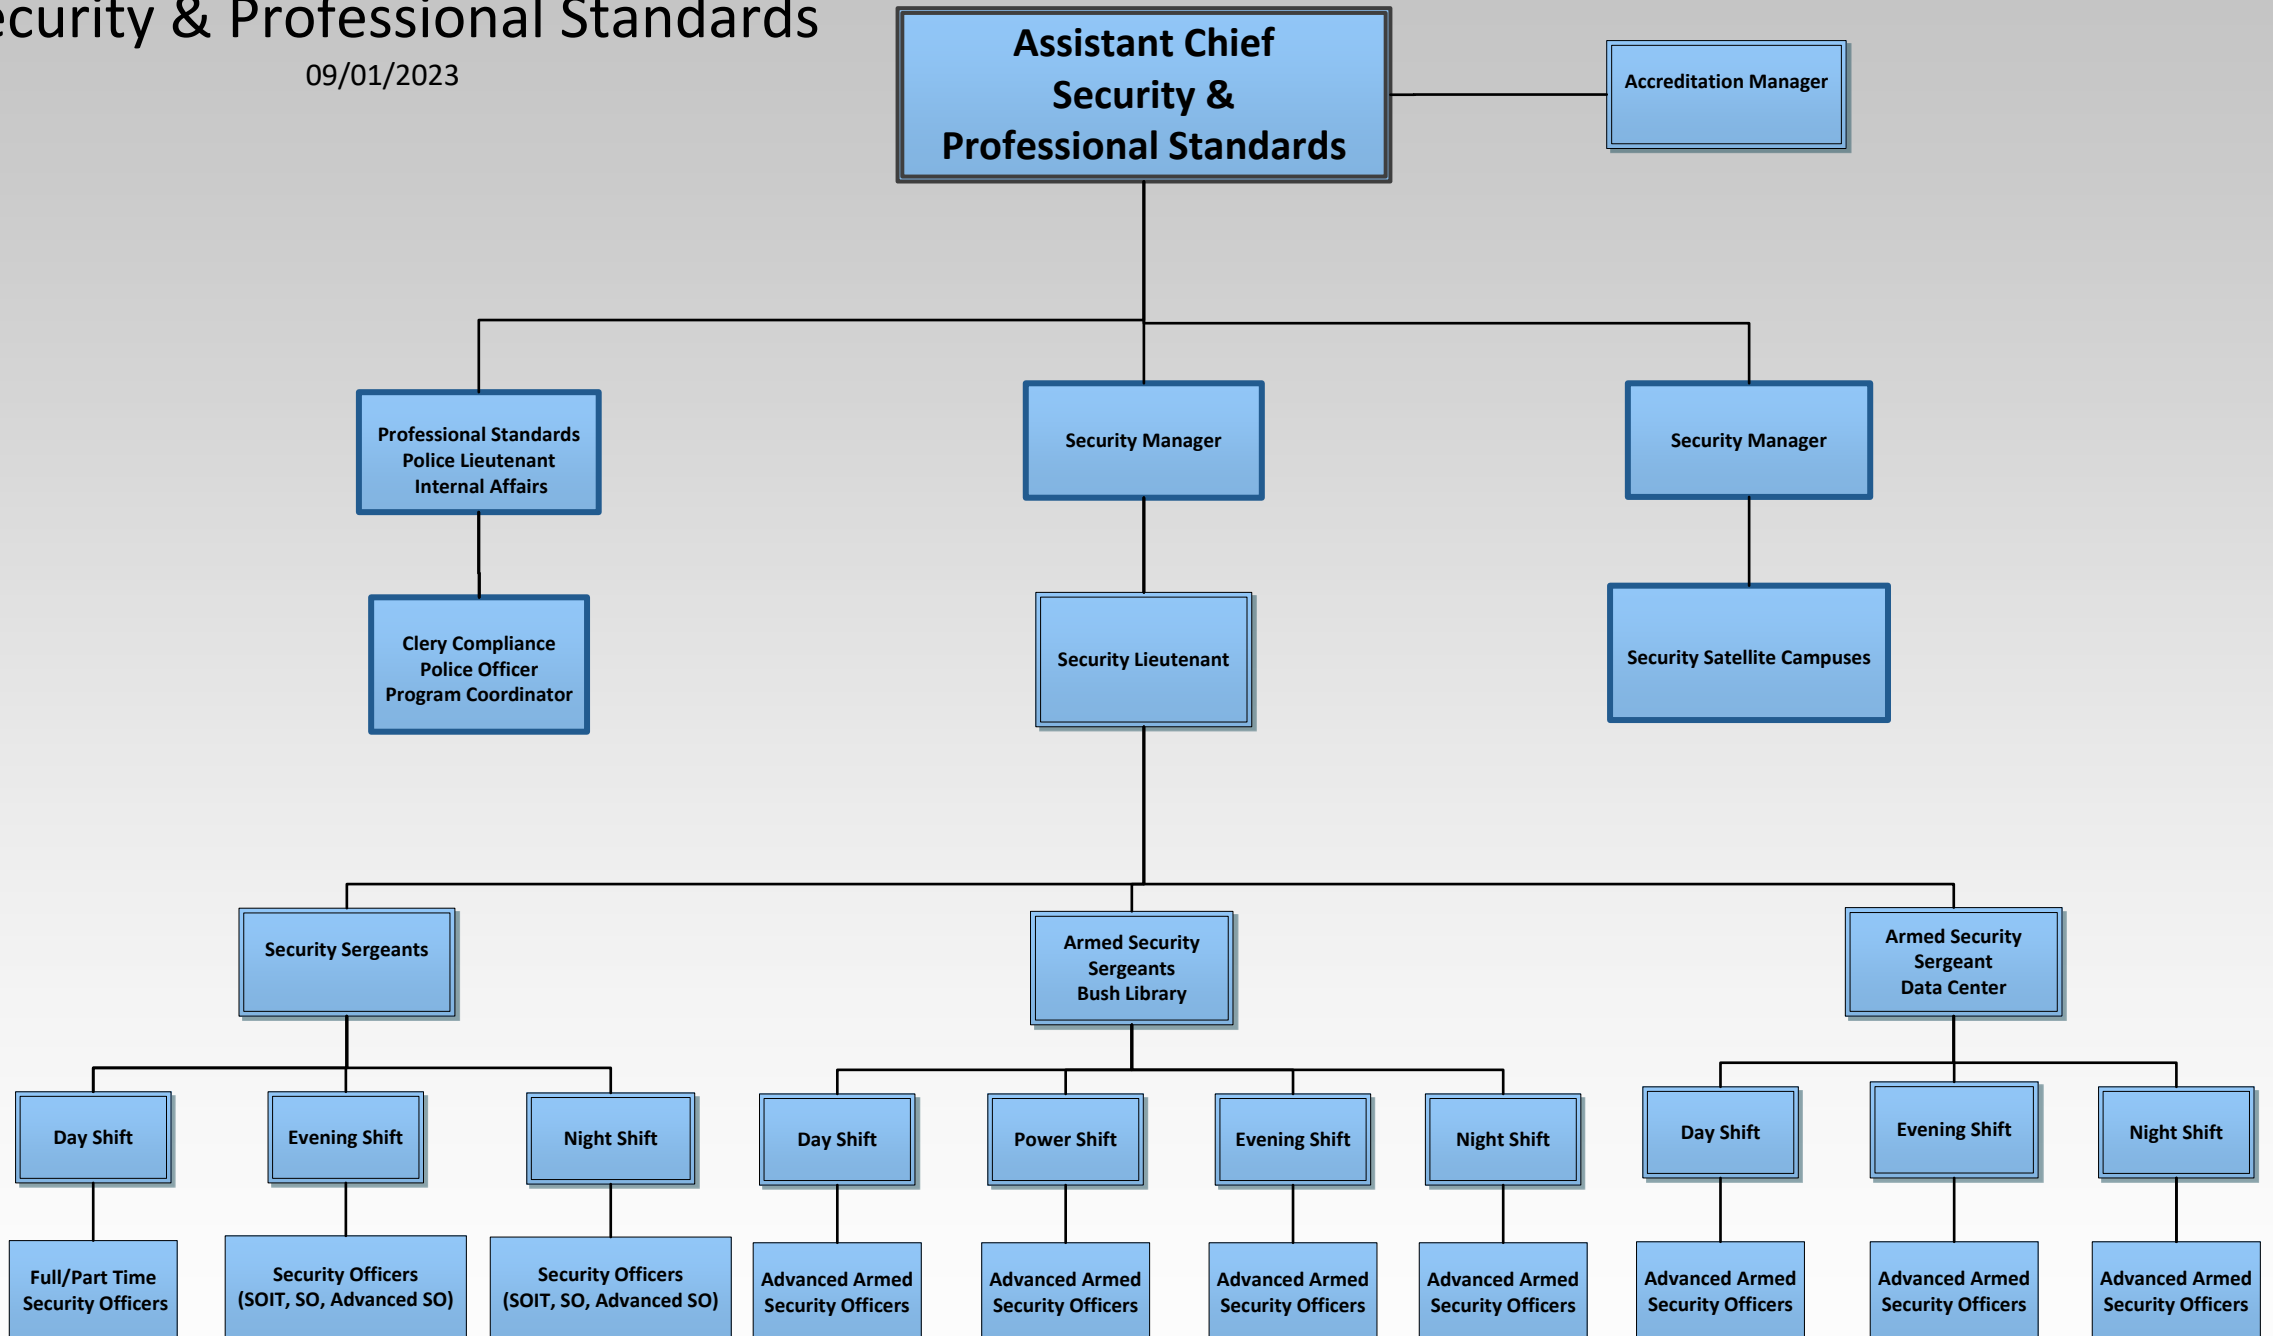 & Professional Standards
09/01/2023
Assistant Chief
Security &
Professional Standards
Accreditation Manager
Professional Standards
Police Lieutenant
Internal Affairs
Security Manager
Security Manager
Clery Compliance
Police Officer
Program Coordinator
Security Lieutenant
Security Satellite Campuses
Security Sergeants
Armed Security
Sergeants
Bush Library
Armed Security
Sergeant
Data Center
Day Shift
Evening Shift
Night Shift
Day Shift
Power Shift
Evening Shift
Night Shift
Day Shift
Evening Shift
Night Shift
Full/Part Time
Security Officers
Security Officers
(SOIT, SO, Advanced SO)
Security Officers
(SOIT, SO, Advanced SO)
Advanced Armed
Security Officers
Advanced Armed
Security Officers
Advanced Armed
Security Officers
Advanced Armed
Security Officers
Advanced Armed
Security Officers
Advanced Armed
Security Officers
Advanced Armed
Security Officers